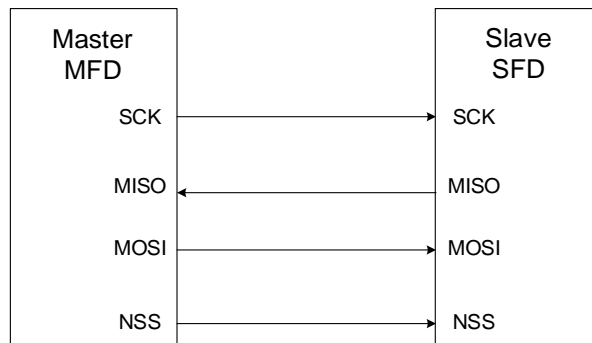 Master
MFD
Slave
SFD
SCK
SCK
MISO
MISO
MOSI
MOSI
NSS
NSS